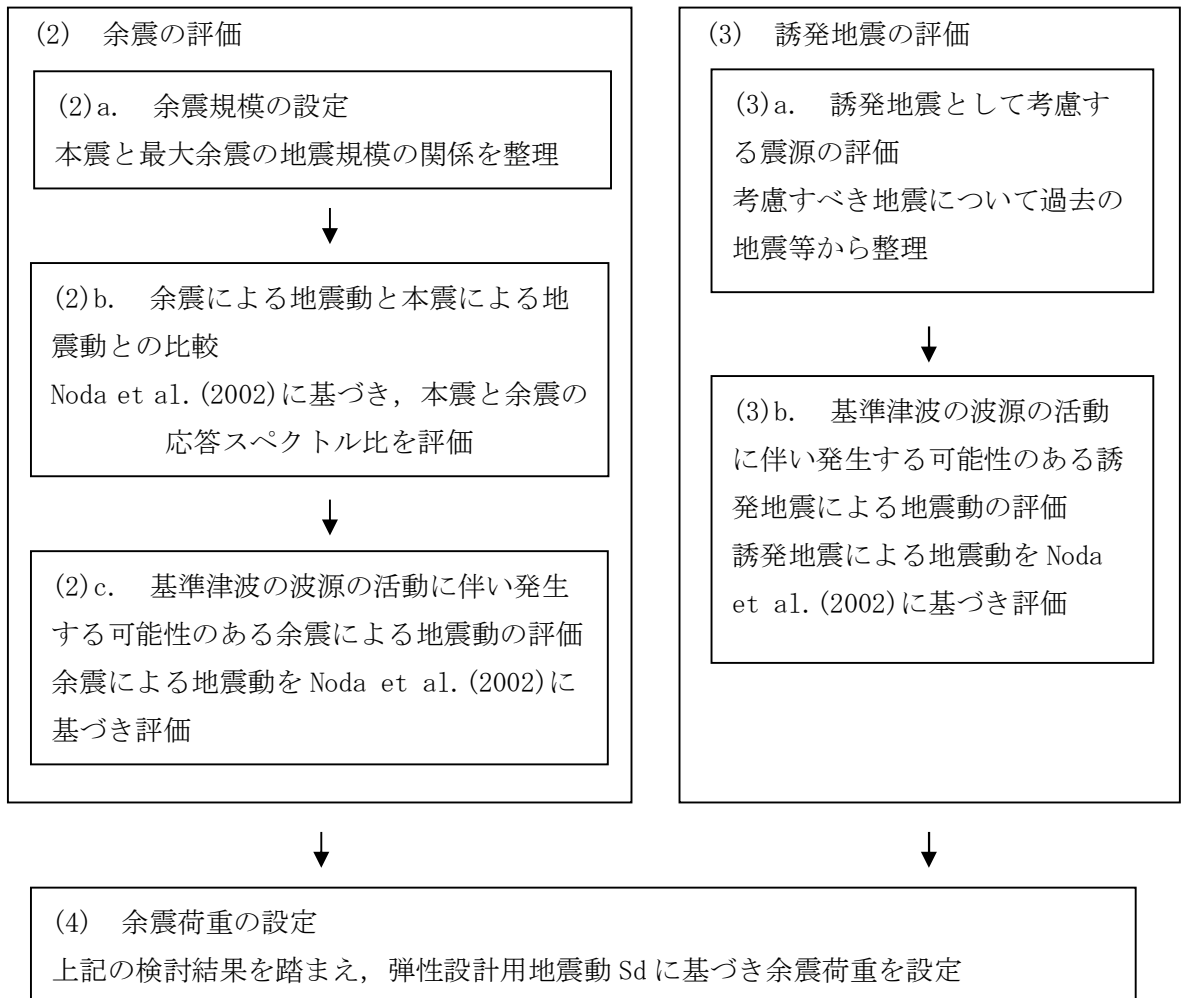 (2) 余震の評価
(2)a. 余震規模の設定
本震と最大余震の地震規模の関係を整理
(2)b. 余震による地震動と本震による地
震動との比較
Noda et al.(2002)に基づき，本震と余震の
応答スペクトル比を評価
(2)c. 基準津波の波源の活動に伴い発生
する可能性のある余震による地震動の評価
余震による地震動を Noda et al.(2002)に
基づき評価
(3) 誘発地震の評価
(3)a. 誘発地震として考慮す
る震源の評価
考慮すべき地震について過去の
地震等から整理
(3)b. 基準津波の波源の活動
に伴い発生する可能性のある誘
発地震による地震動の評価
誘発地震による地震動を Noda
et al.(2002)に基づき評価
(4) 余震荷重の設定
上記の検討結果を踏まえ，弾性設計用地震動 Sd に基づき余震荷重を設定